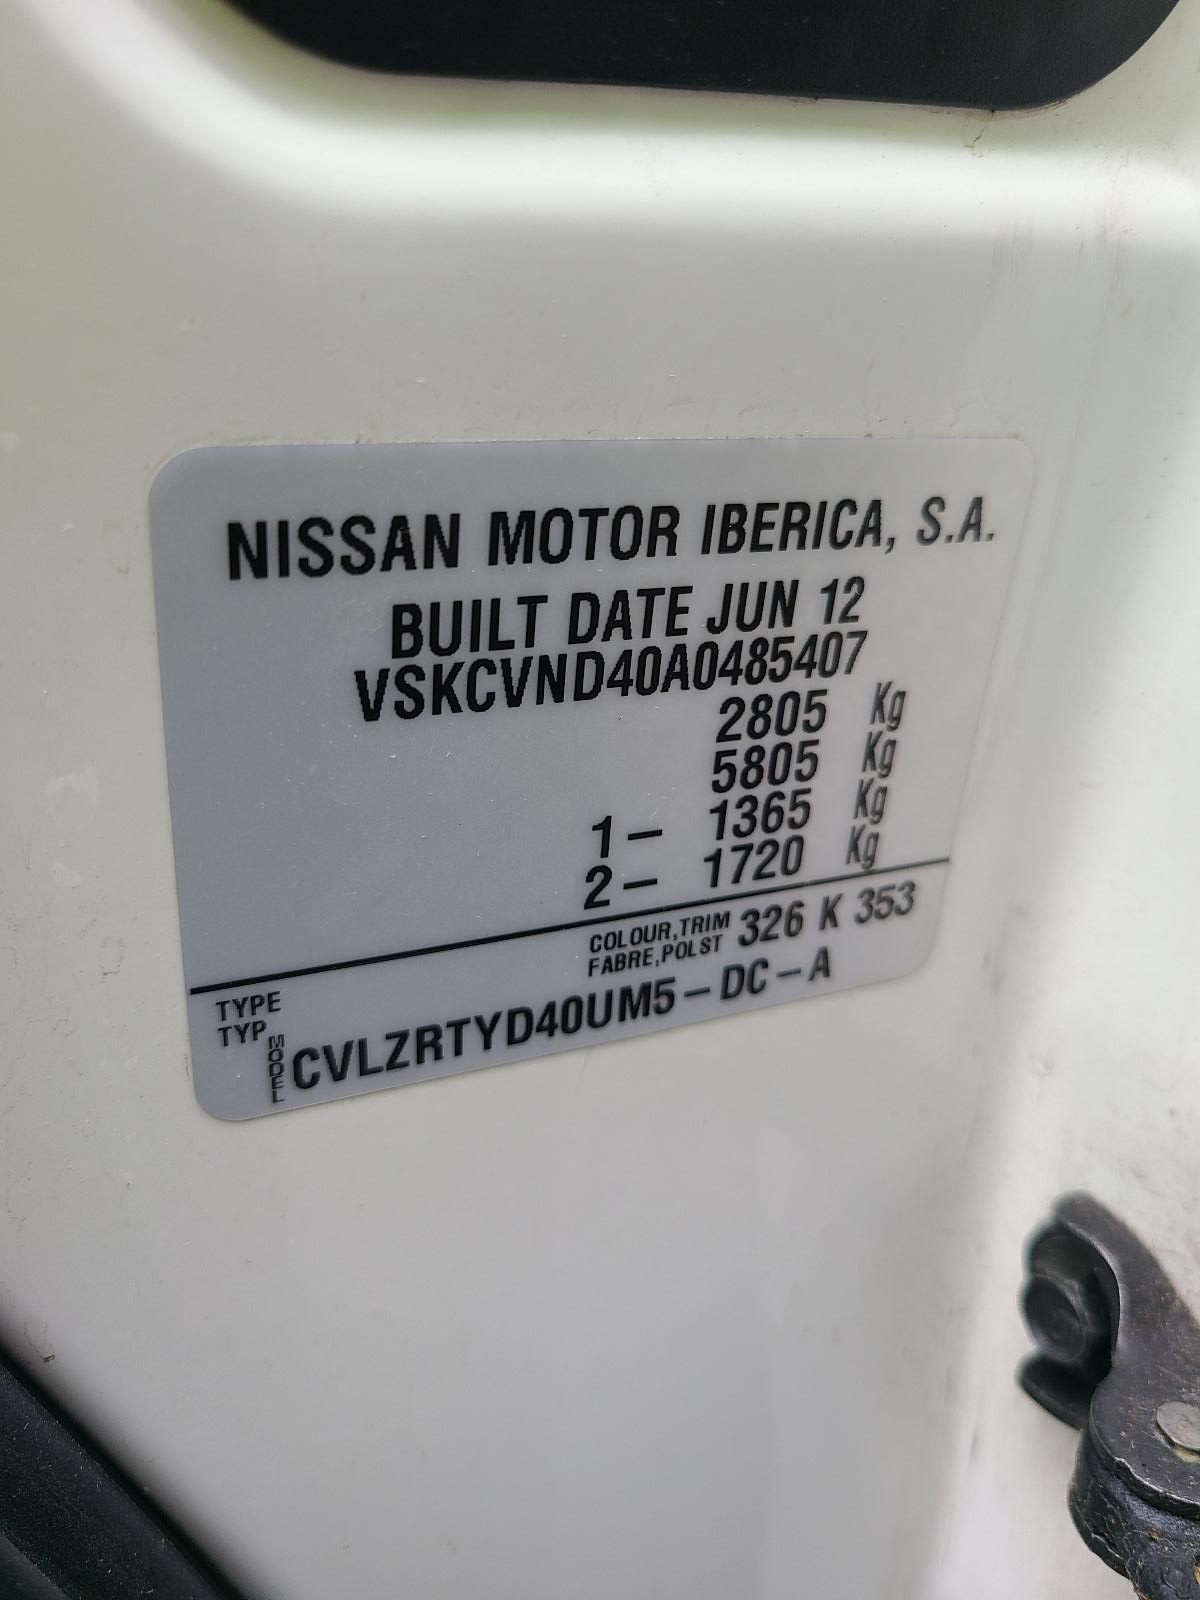 NISSAN MOTOR IBERICA, S.A.
BUILT DATE JUN 12
VSKCVND40A0485407
2805 Kg
5805 Kg
1 – 1365 Kg
2 – 1720 Kg
COLOUR,TRIM 326 K 353
FABRE,POLST
TYPE
TYP
MODEL CVLZRTYD40UM5 – DC – A